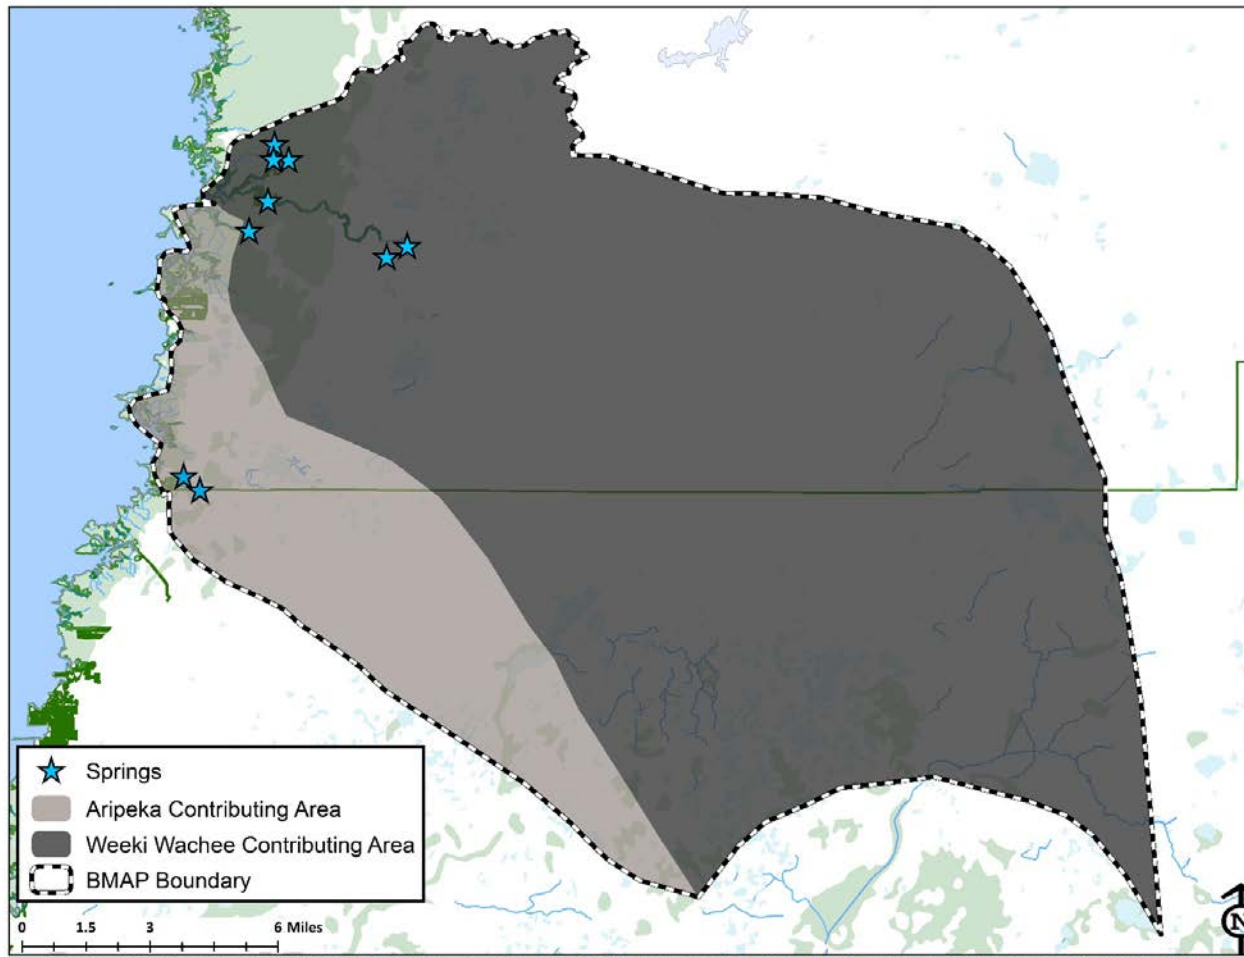 Springs
Aripeka Contributing Area
Weeki Wachee Contributing Area
BMAP Boundary
0 1.5 3 6 Miles
N